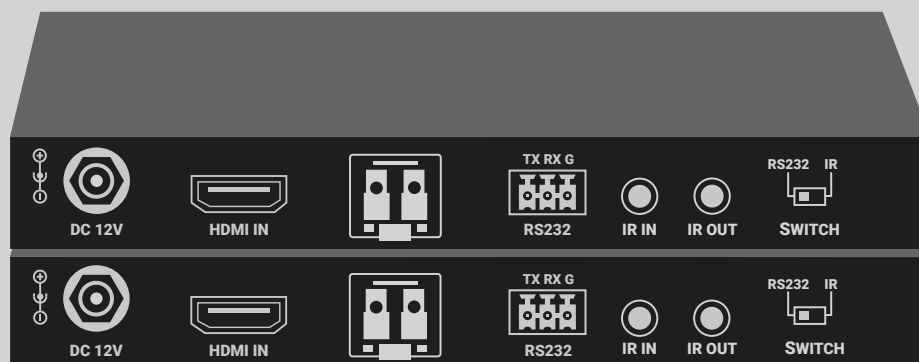 TX RX G
RS232 IR
DC 12V HDMI IN RS232 IR IN IR OUT SWITCH
TX RX G
RS232 IR
DC 12V HDMI IN RS232 IR IN IR OUT SWITCH